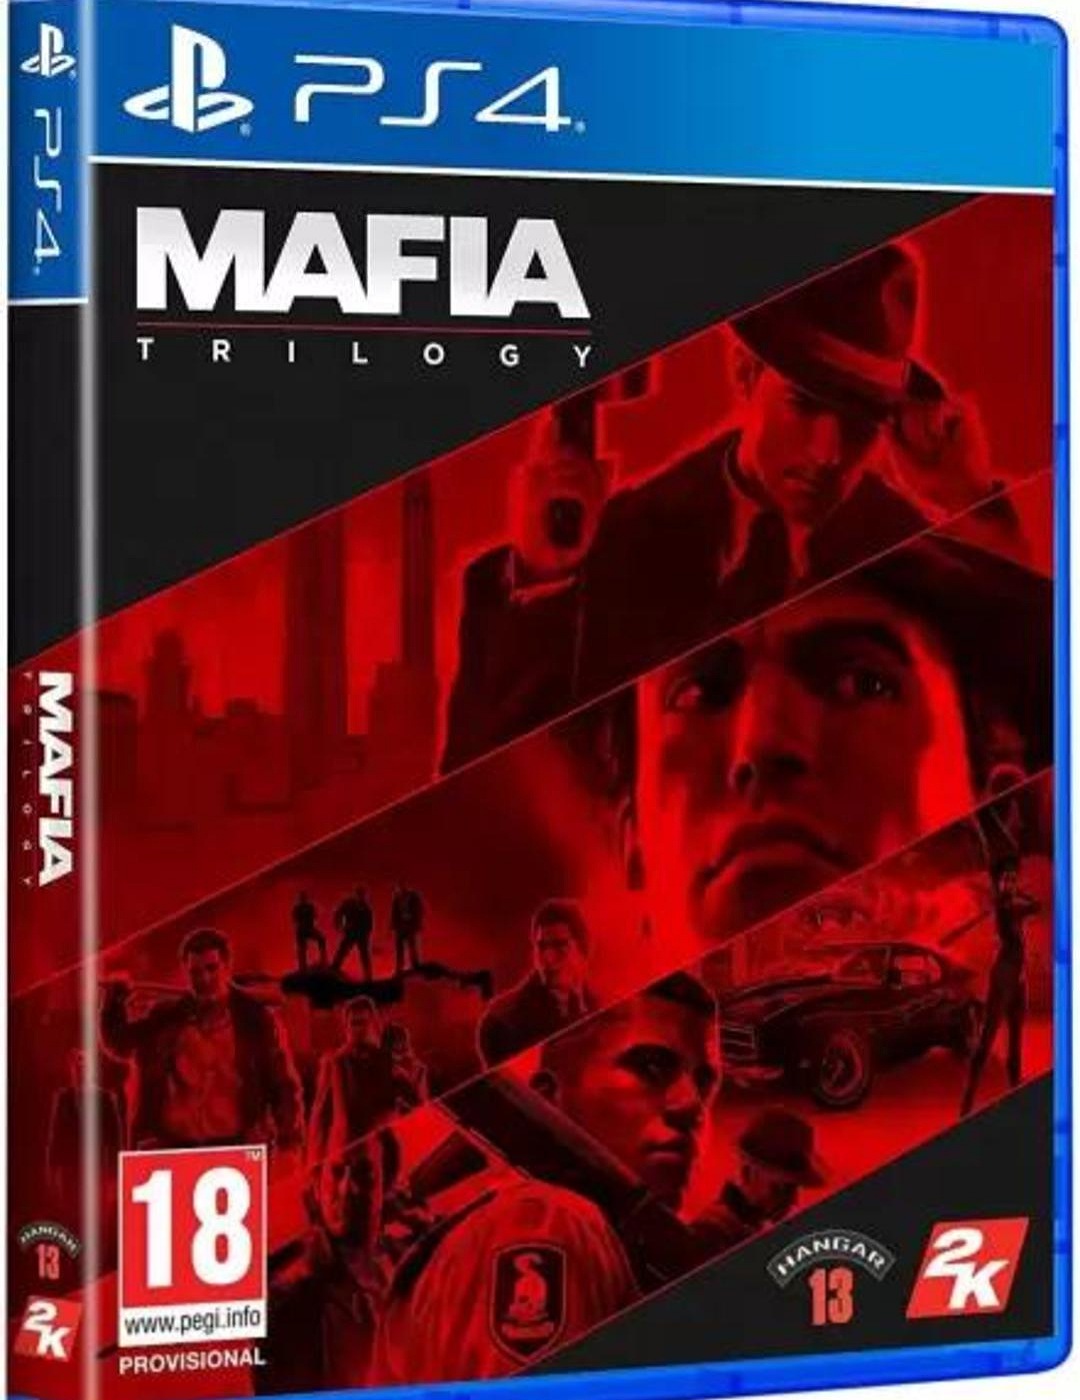 PS4
MAFIA
TRILOGY
PS4
MAFIA
TRILOGY
HANGAR
13
2K
18
www.pegi.info
PROVISIONAL
HANGAR
13
2K